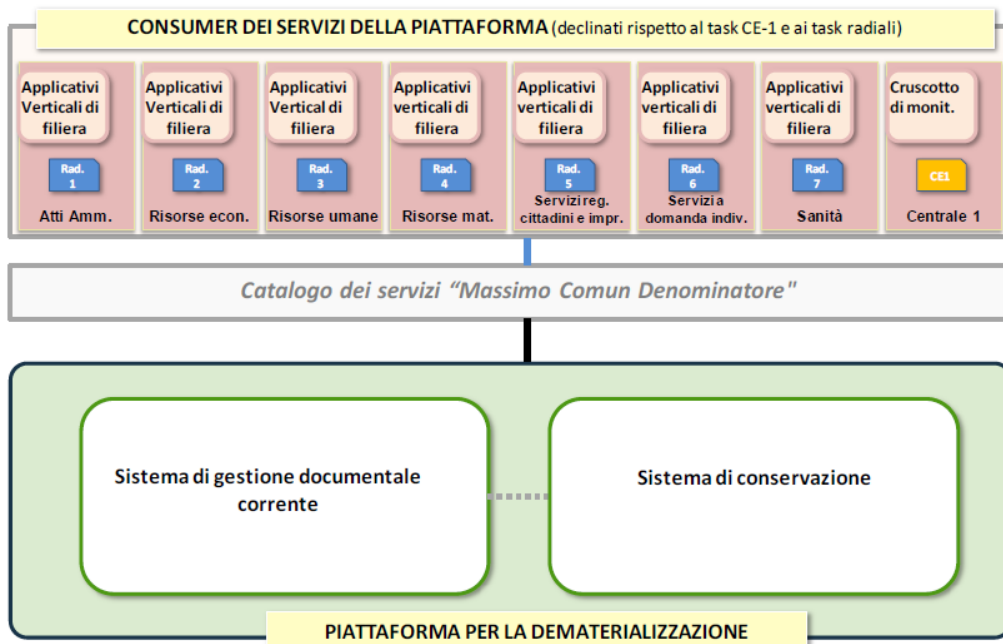 CONSUMER DEI SERVIZI DELLA PIATTAFORMA (declinati rispetto al task CE-1 e ai task radiali)
Applicativi
Verticali di
filiera
Rad.
1
Atti Amm.
Applicativi
Verticali di
filiera
Rad.
2
Risorse econ.
Applicativi
Vertical di
filiera
Rad.
3
Risorse umane
Applicativi
verticali di
filiera
Rad.
4
Risorse mat.
Applicativi
verticali di
filiera
Rad.
5
Servizi reg.
cittadini e impr.
Applicativi
verticali di
filiera
Rad.
6
Servizi a
domanda indiv.
Applicativi
verticali di
filiera
Rad.
7
Sanità
Cruscotto
di monit.
CE1
Centrale 1
Catalogo dei servizi “Massimo Comun Denominatore"
Sistema di gestione documentale
corrente
Sistema di conservazione
PIATTAFORMA PER LA DEMATERIALIZZAZIONE